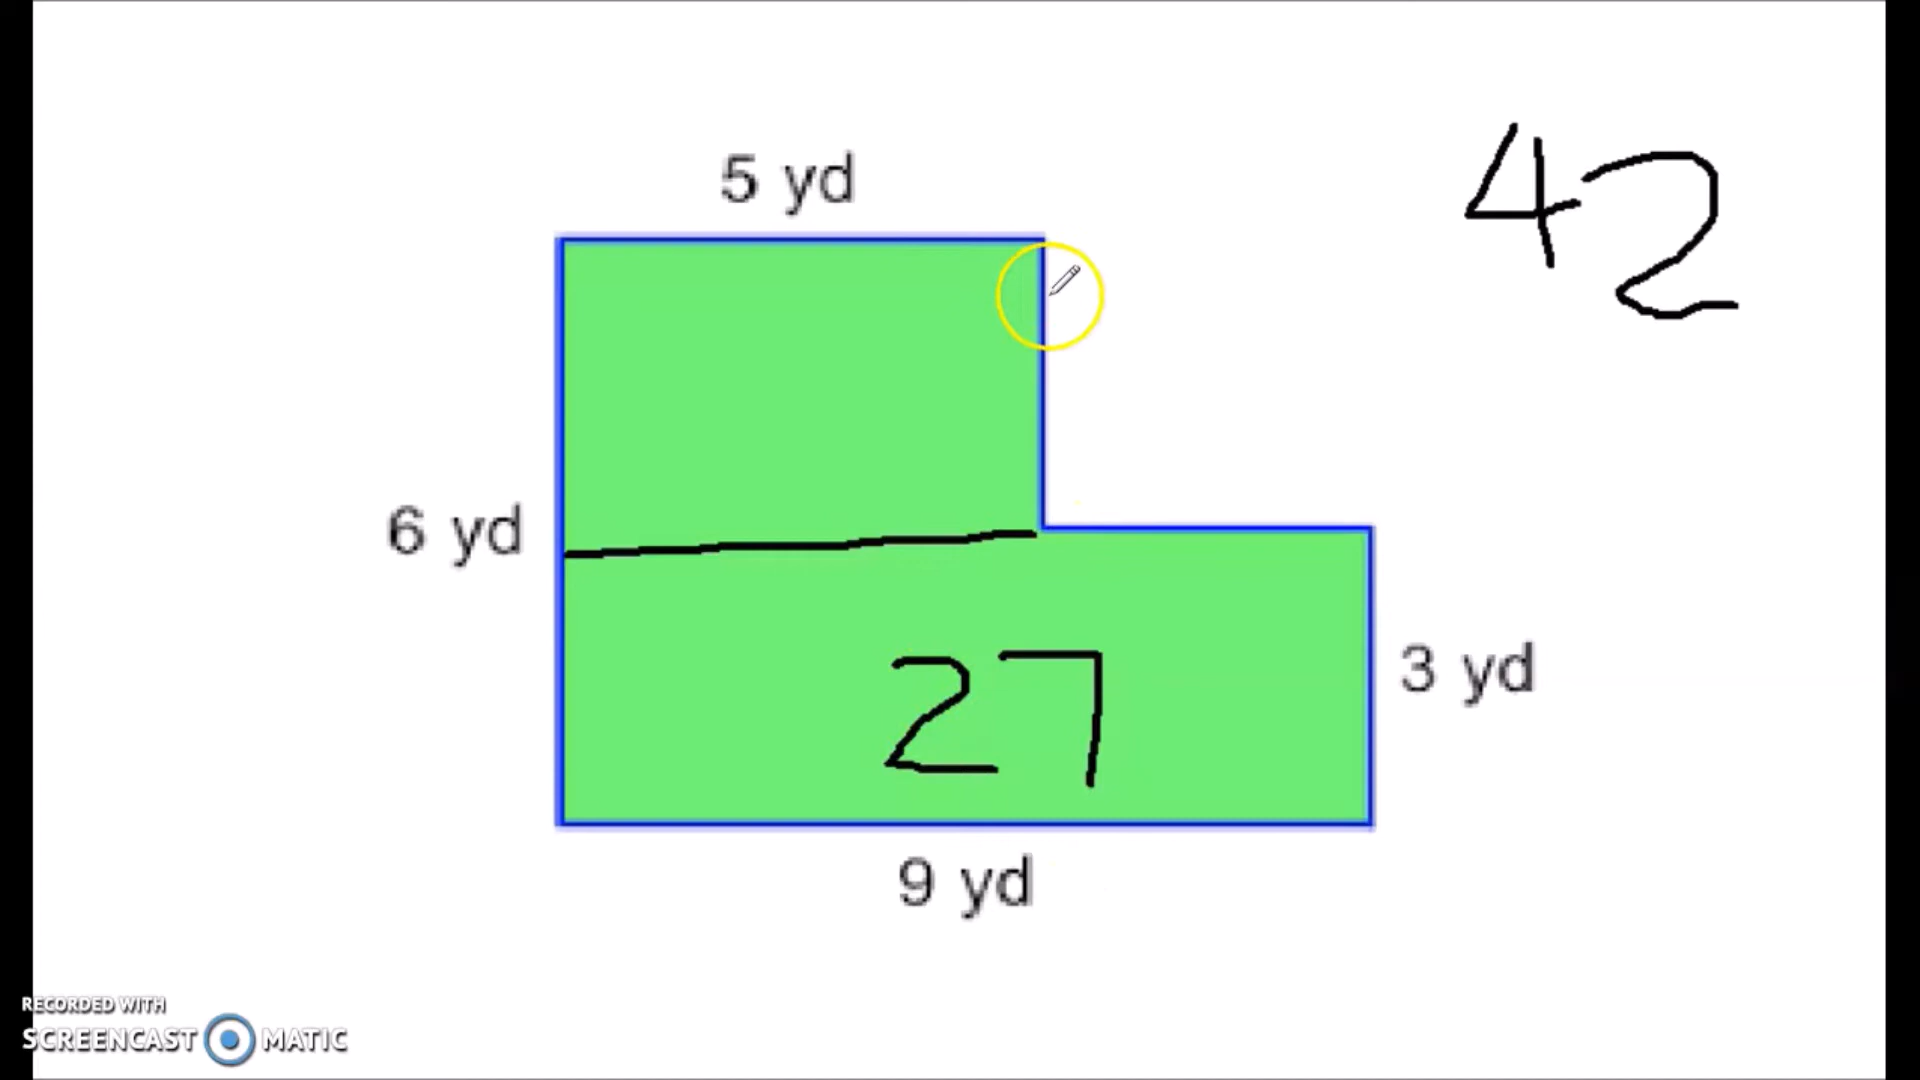 42
5 yd
6 yd
27
3 yd
9 yd
RECORDED WITH
SCREENCAST MATIC